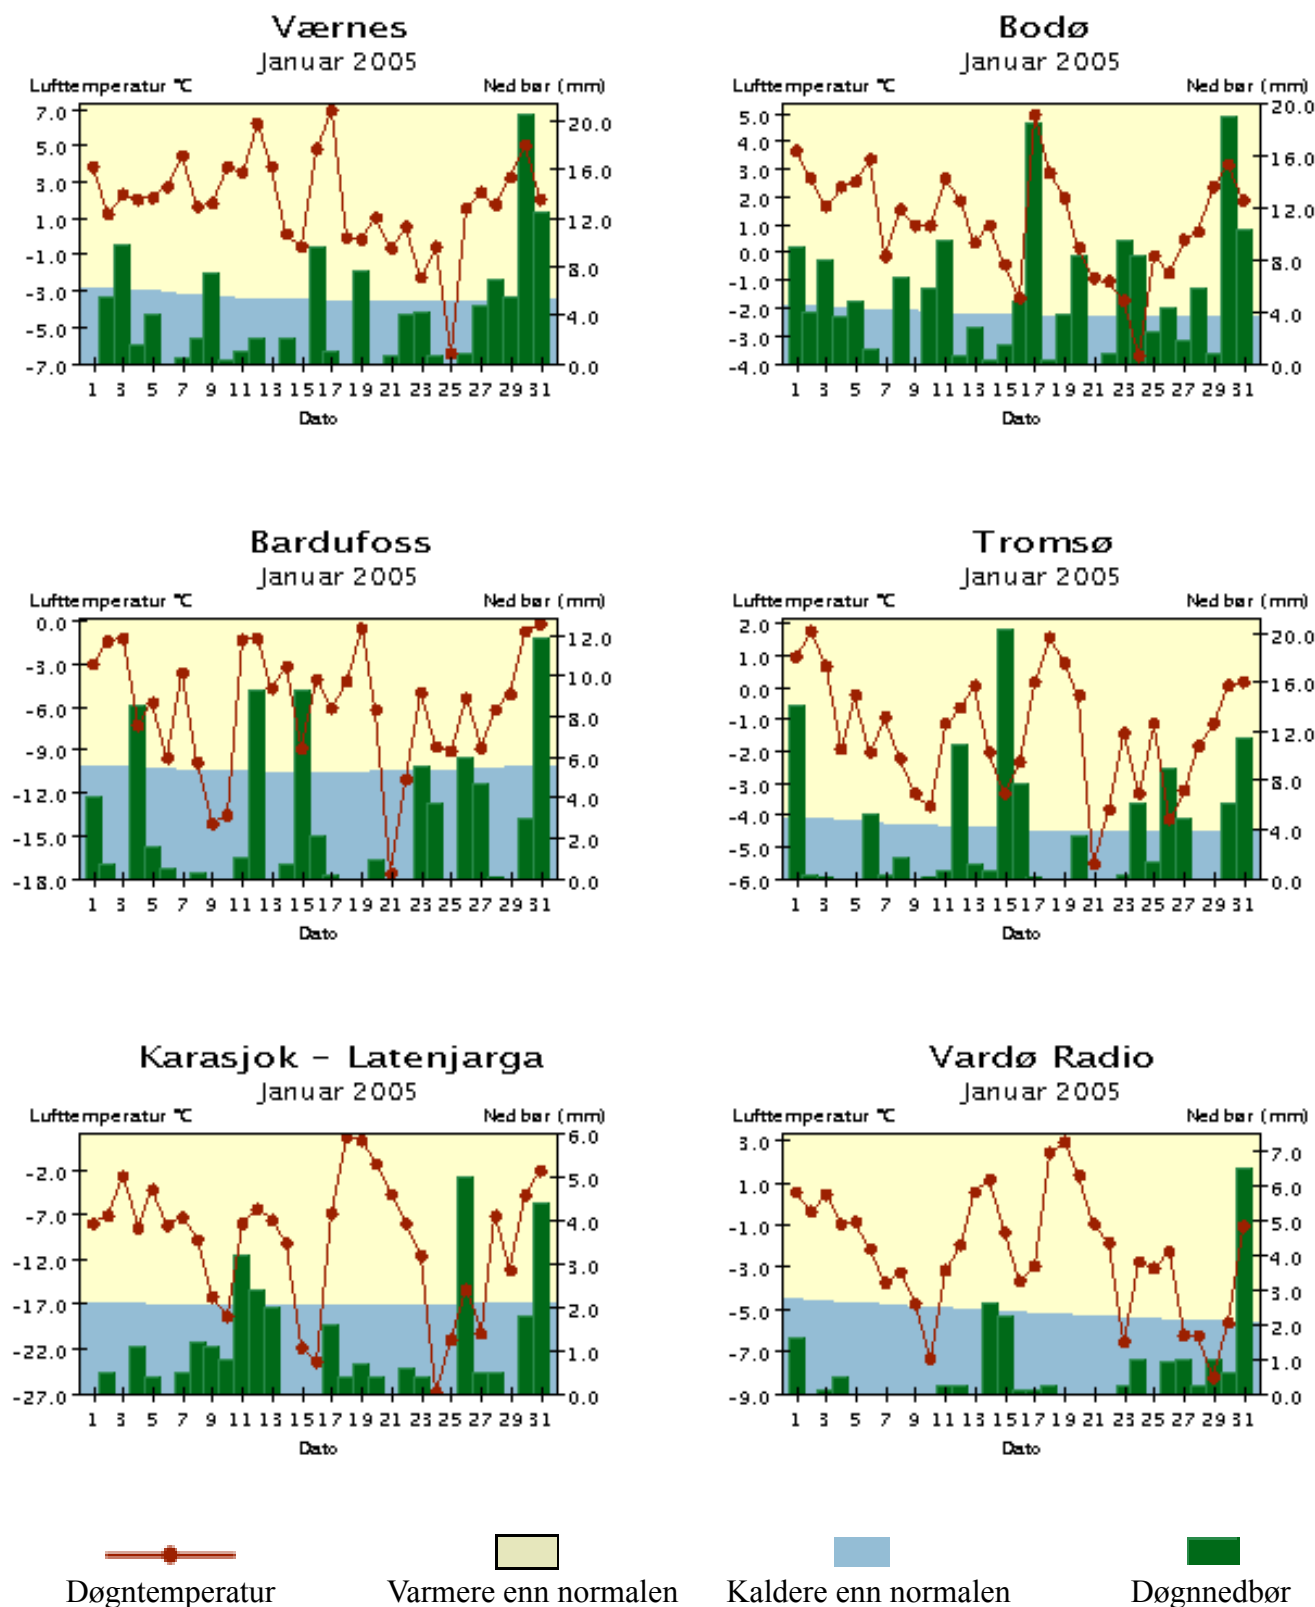 Værnes
Januar 2005
Lufttemperatur °C Nedbør (mm)
7.0
5.0
3.0
1.0
-1.0
-3.0
-5.0
-7.0
20.0
16.0
12.0
8.0
4.0
0.0
1 3 5 7 9 11 13 15 17 19 21 23 25 27 29 31
Dato
Bodø
Januar 2005
Lufttemperatur °C Nedbør (mm)
5.0
4.0
3.0
2.0
1.0
0.0
-1.0
-2.0
-3.0
-4.0
20.0
16.0
12.0
8.0
4.0
0.0
1 3 5 7 9 11 13 15 17 19 21 23 25 27 29 31
Dato
Bardufoss
Januar 2005
Lufttemperatur °C Nedbør (mm)
0.0
-3.0
-6.0
-9.0
-12.0
-15.0
-18.0
12.0
10.0
8.0
6.0
4.0
2.0
0.0
1 3 5 7 9 11 13 15 17 19 21 23 25 27 29 31
Dato
Tromsø
Januar 2005
Lufttemperatur °C Nedbør (mm)
2.0
1.0
0.0
-1.0
-2.0
-3.0
-4.0
-5.0
-6.0
20.0
16.0
12.0
8.0
4.0
0.0
1 3 5 7 9 11 13 15 17 19 21 23 25 27 29 31
Dato
Karasjok - Latenjarga
Januar 2005
Lufttemperatur °C Nedbør (mm)
-2.0
-7.0
-12.0
-17.0
-22.0
-27.0
6.0
5.0
4.0
3.0
2.0
1.0
0.0
1 3 5 7 9 11 13 15 17 19 21 23 25 27 29 31
Dato
Vardø Radio
Januar 2005
Lufttemperatur °C Nedbør (mm)
3.0
1.0
-1.0
-3.0
-5.0
-7.0
-9.0
7.0
6.0
5.0
4.0
3.0
2.0
1.0
0.0
1 3 5 7 9 11 13 15 17 19 21 23 25 27 29 31
Dato
Døgntemperatur Varmere enn normalen Kaldere enn normalen Døgnnedbør